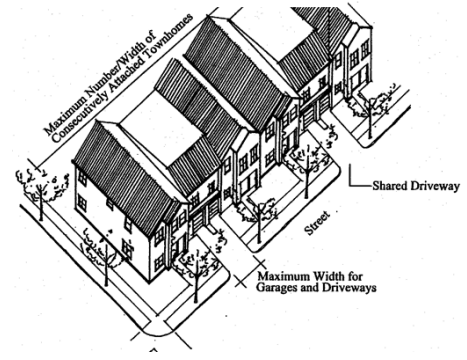 Maximum Number/Width of
Consecutively Attached Townhomes
Shared Driveway
Street
Maximum Width for
Garages and Driveways